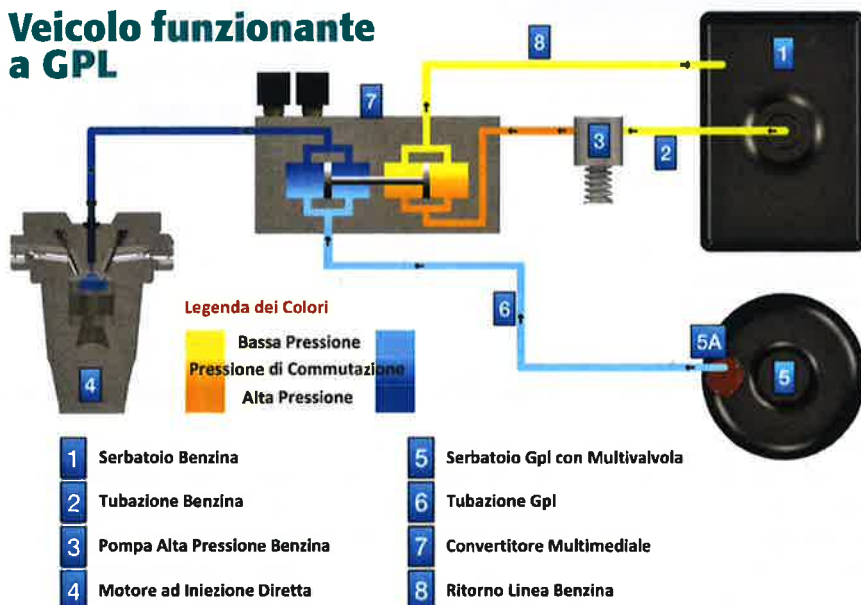 Veicolo funzionante
a GPL
8
1
7
3
2
Legenda dei Colori
6
Bassa Pressione
5A
Pressione di Commutazione
4
Alta Pressione
5
1 Serbatoio Benzina
2 Tubazione Benzina
3 Pompa Alta Pressione Benzina
4 Motore ad Iniezione Diretta
5 Serbatoio Gpl con Multivalvola
6 Tubazione Gpl
7 Convertitore Multimediale
8 Ritorno Linea Benzina